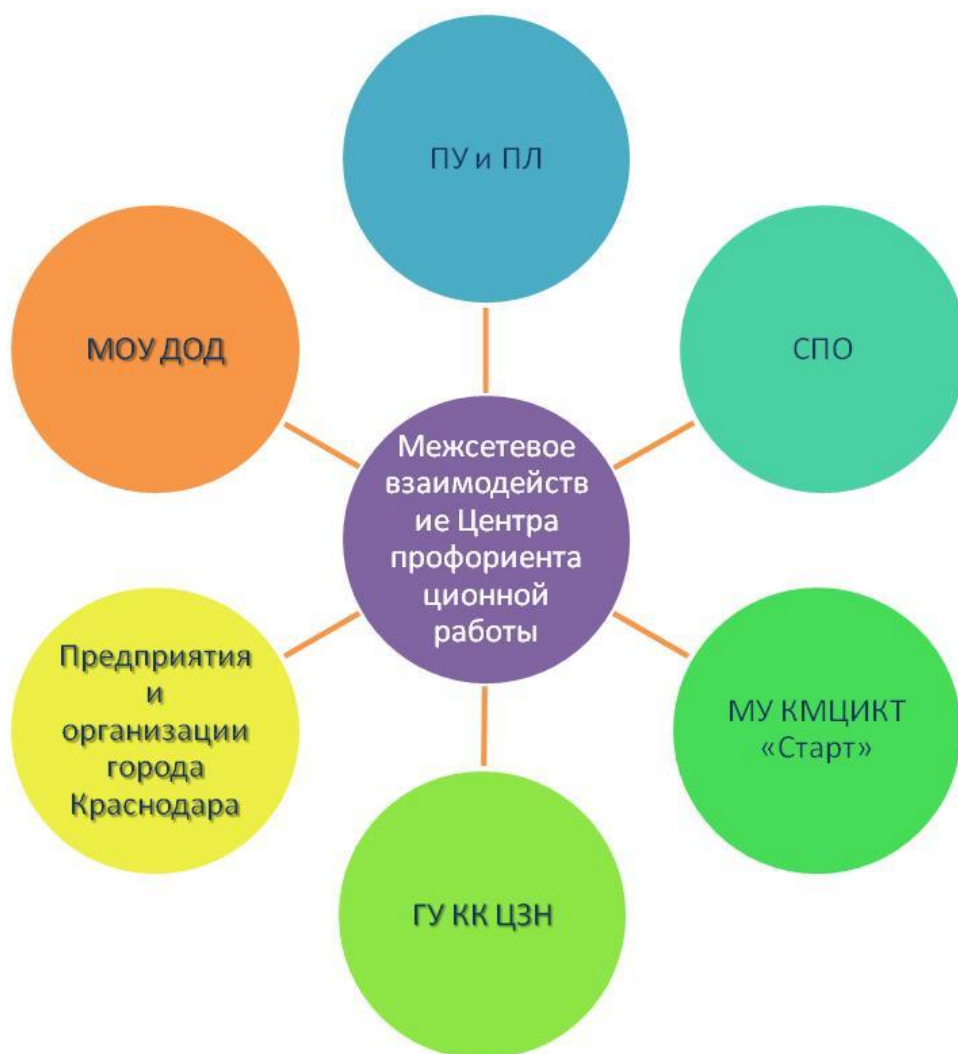 ПУ и ПЛ
МОУ ДОД
СПО
Межсетевое
взаимодейств
ие Центра
профориента
ционной
работы
Предприятия
и
организации
города
Краснодара
МУ КМЦИКТ
«Старт»
ГУ КК ЦЗН